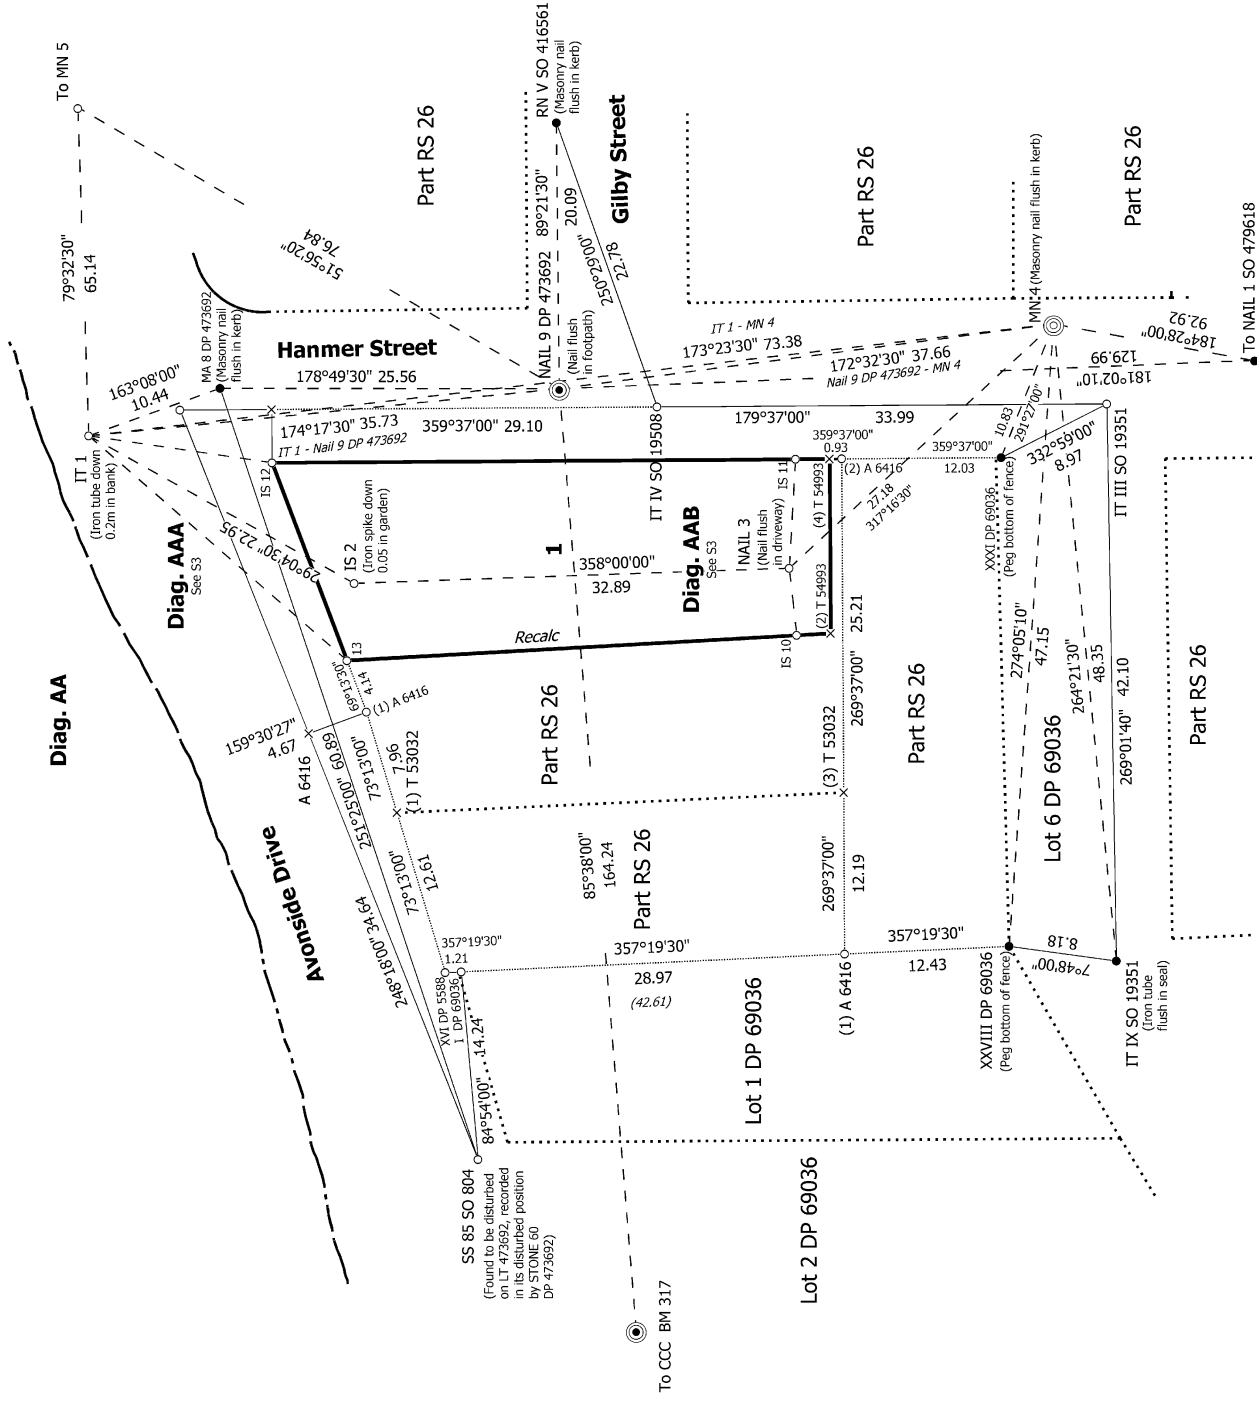 To MN 5
79°32'30"
65.14
51°56'20"
76.84
Part RS 26
RN V SO 416561
(Masonry nail
flush in kerb)
Gilby Street
89°21'30"
20.09
250°29'00"
22.78
NAIL 9 DP 473692
(Nail flush
in footpath)
Part RS 26
Part RS 26
MN 4 (Masonry nail flush in kerb)
To NAIL 1 SO 479618
184°28'00"
92.92
181°02'10"
129.99
IT 1 - MN 4
173°23'30" 73.38
172°32'30" 37.66
Nail 9 DP 473692 - MN 4
Hanmer Street
178°49'30" 25.56
MA 8 DP 473692
(Masonry nail
flush in kerb)
163°08'00"
10.44
IT 1
(Iron tube down
0.2m in bank)
174°17'30" 35.73
IT 1 - Nail 9 DP 473692
359°37'00" 29.10
IT IV SO 19508
179°37'00"
33.99
359°37'00"
0.93
(2) A 6416
359°37'00"
12.03
10.83
291°27'00"
332°59'00"
8.97
IT III SO 19351
XXXI DP 69036
(Peg bottom of fence)
27.18
317°16'30"
IS 12
IS 11
(4) T 54993
Diag. AAA
See S3
29°04'30" 22.95
IS 2
(Iron spike down
0.05 in garden)
1
358°00'00"
32.89
Diag. AAB
See S3
NAIL 3
(Nail flush
in driveway)
(2) T 54993
IS 10
Recalc
13
69°13'30"
4.14
(1) A 6416
25.21
269°37'00"
(3) T 53032
Diag. AA
159°30'27"
4.67
A 6416
73°13'00"
7.96
(1) T 53032
Part RS 26
Part RS 26
274°05'10"
47.15
264°21'30"
48.35
269°01'40"
42.10
Part RS 26
Lot 6 DP 69036
251°25'00" 60.89
248°18'00" 34.64
Avonside Drive
73°13'00"
12.61
85°38'00"
164.24
Part RS 26
269°37'00"
12.19
357°19'30"
1.21
XVI DP 5588
I DP 69036
357°19'30"
28.97
(42.61)
357°19'30"
12.43
(1) A 6416
8.18
7°48'00"
XXVIII DP 69036
(Peg bottom of fence)
IT IX SO 19351
(Iron tube
flush in seal)
84°54'00"
14.24
Lot 1 DP 69036
SS 85 SO 804
(Found to be disturbed
on LT 473692, recorded
in its disturbed position
by STONE 60
DP 473692)
Lot 2 DP 69036
To CCC BM 317